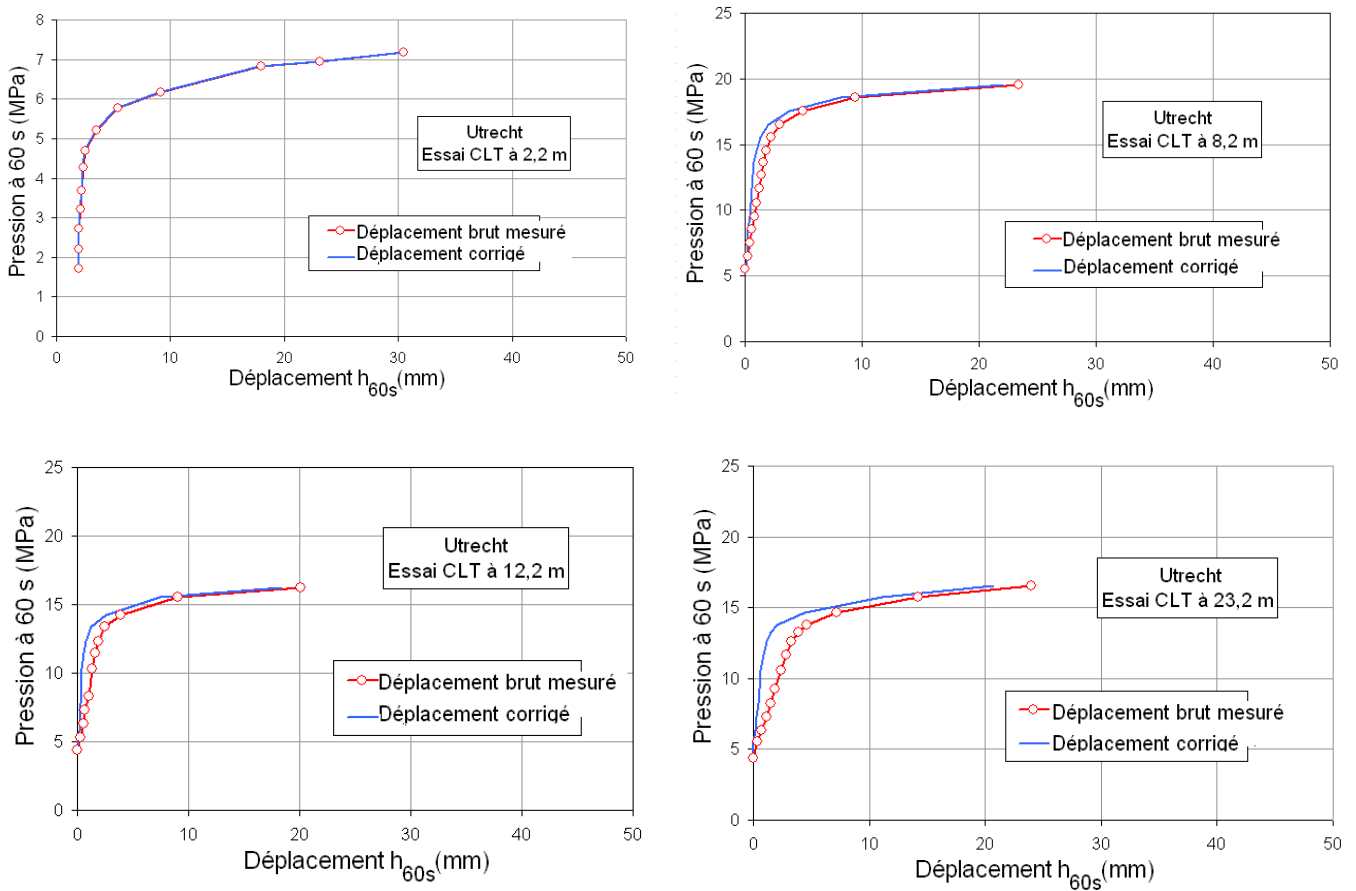 Pression à 60 s (MPa)
8
7
6
5
4
3
2
1
0
0 10 20 30 40 50
Déplacement h60s(mm)
Utrecht
Essai CLT à 2,2 m
Déplacement brut mesuré
Déplacement corrigé
Pression à 60 s (MPa)
25
20
15
10
5
0
0 10 20 30 40 50
Déplacement h60s(mm)
Utrecht
Essai CLT à 8,2 m
Déplacement brut mesuré
Déplacement corrigé
Pression à 60 s (MPa)
25
20
15
10
5
0
0 10 20 30 40 50
Déplacement h60s(mm)
Utrecht
Essai CLT à 12,2 m
Déplacement brut mesuré
Déplacement corrigé
Pression à 60 s (MPa)
25
20
15
10
5
0
0 10 20 30 40 50
Déplacement h60s(mm)
Utrecht
Essai CLT à 23,2 m
Déplacement brut mesuré
Déplacement corrigé